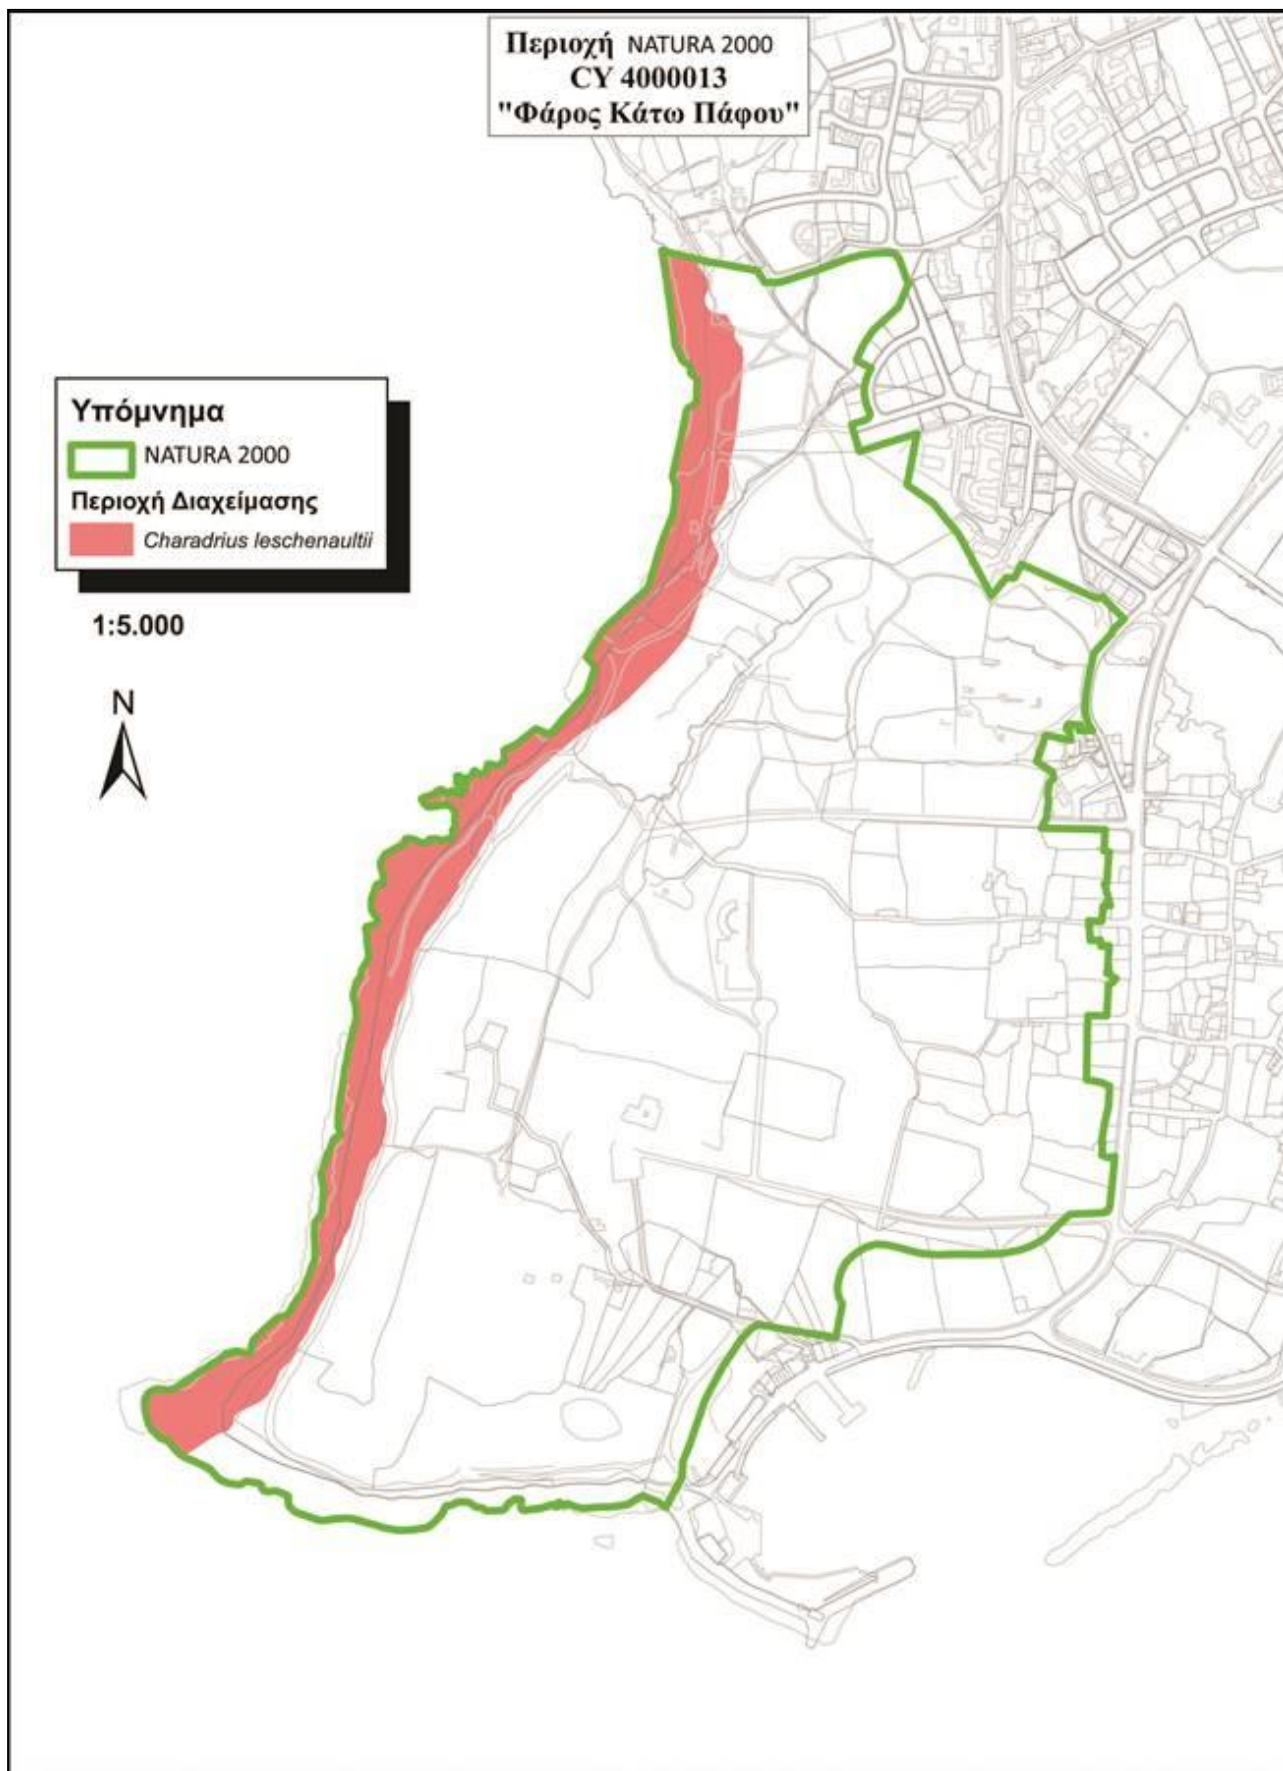 Περιοχή NATURA 2000
CY 4000013
"Φάρος Κάτω Πάφου"
Υπόμνημα
NATURA 2000
Περιοχή Διαχείμασης
Charadrius leschenaultii
1:5.000
N